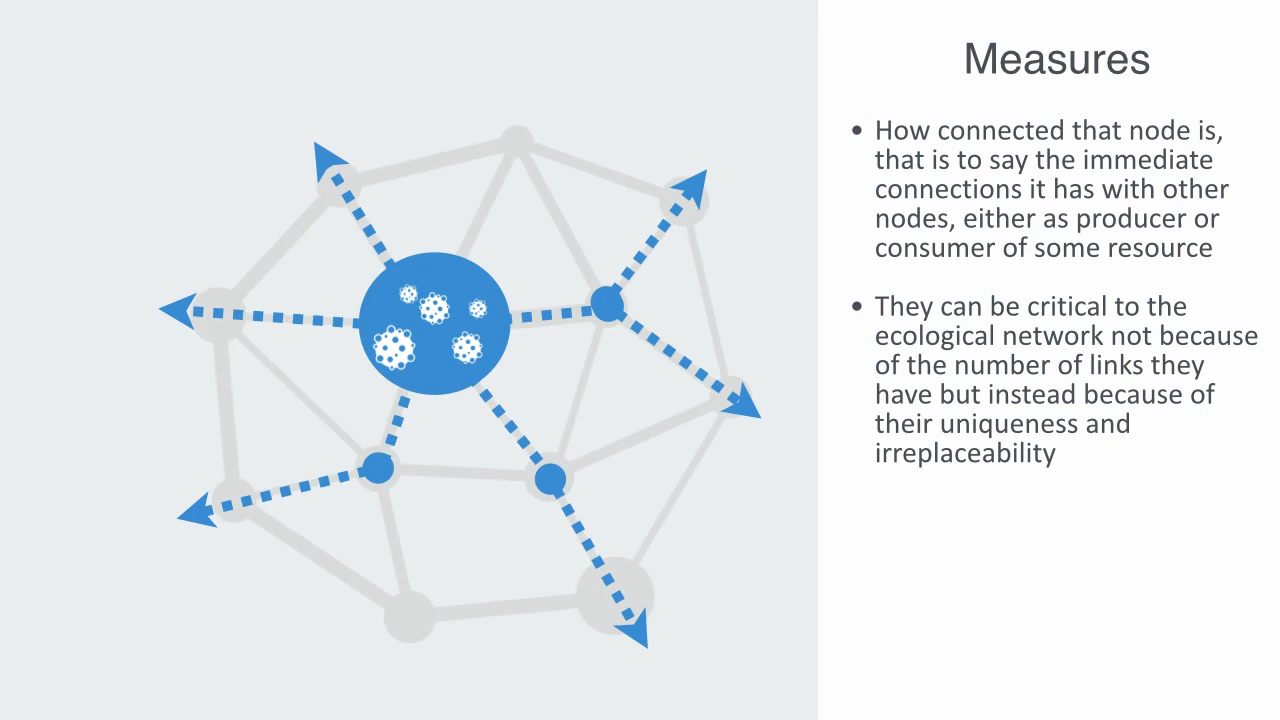 Measures
• How connected that node is,
that is to say the immediate
connections it has with other
nodes, either as producer or
consumer of some resource
• They can be critical to the
ecological network not because
of the number of links they
have but instead because of
their uniqueness and
irreplaceability